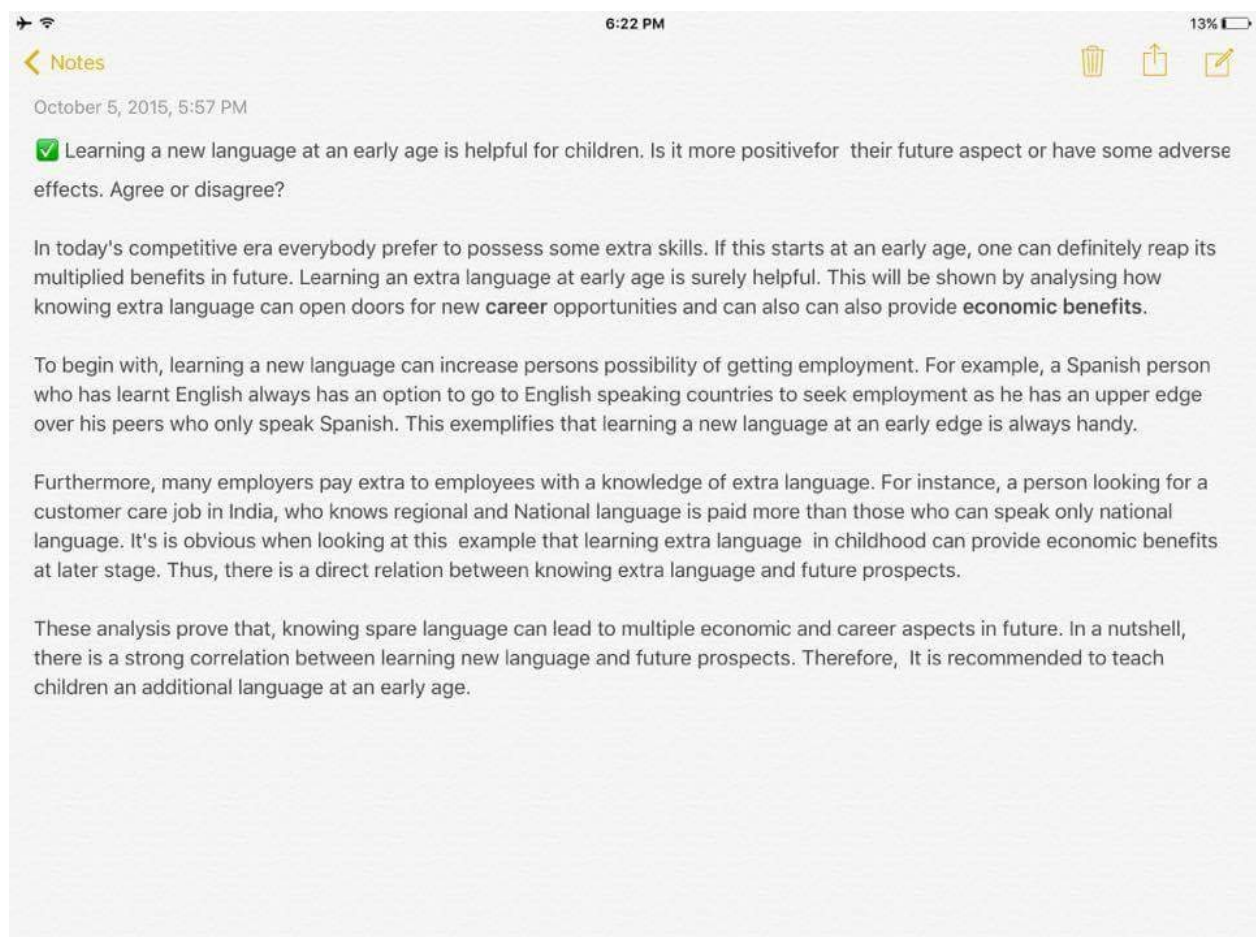 6:22 PM
13%
Notes
October 5, 2015, 5:57 PM
✅ Learning a new language at an early age is helpful for children. Is it more positivefor  their future aspect or have some adverse
effects. Agree or disagree?
In today's competitive era everybody prefer to possess some extra skills. If this starts at an early age, one can definitely reap its
multiplied benefits in future. Learning an extra language at early age is surely helpful. This will be shown by analysing how
knowing extra language can open doors for new career opportunities and can also can also provide economic benefits.
To begin with, learning a new language can increase persons possibility of getting employment. For example, a Spanish person
who has learnt English always has an option to go to English speaking countries to seek employment as he has an upper edge
over his peers who only speak Spanish. This exemplifies that learning a new language at an early edge is always handy.
Furthermore, many employers pay extra to employees with a knowledge of extra language. For instance, a person looking for a
customer care job in India, who knows regional and National language is paid more than those who can speak only national
language. It's is obvious when looking at this  example that learning extra language  in childhood can provide economic benefits
at later stage. Thus, there is a direct relation between knowing extra language and future prospects.
These analysis prove that, knowing spare language can lead to multiple economic and career aspects in future. In a nutshell,
there is a strong correlation between learning new language and future prospects. Therefore,  It is recommended to teach
children an additional language at an early age.